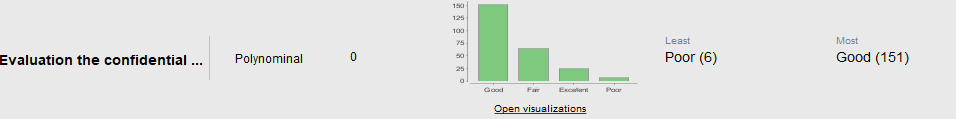 Evaluation the confidential ...
Polynominal
0
150
125
100
75
50
25
0
Good Fair Excellent Poor
Open visualizations
Least
Poor (6)
Most
Good (151)